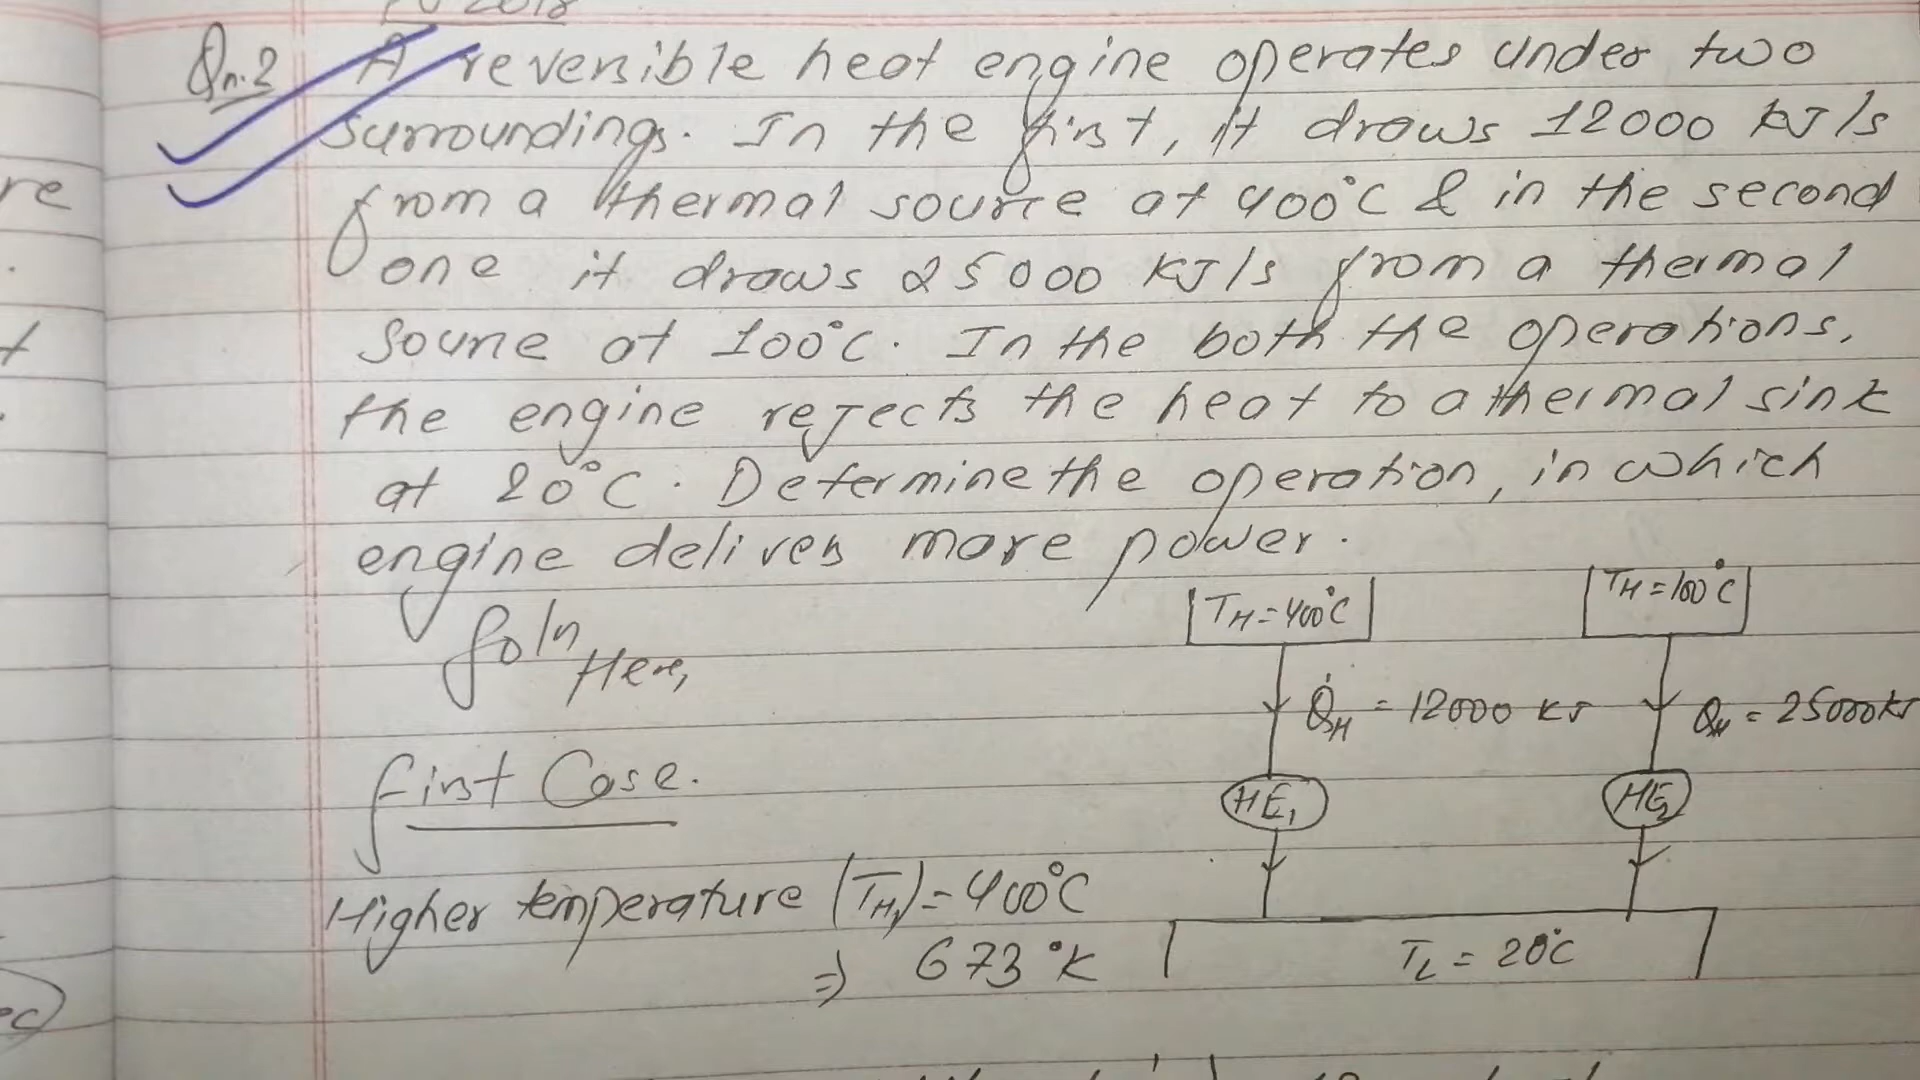 Qn.2 A reversible heat engine operates under two
surroundings. In the first, it draws 12000 kJ/s
from a thermal source at 400°C & in the second
one it draws 25000 KJ/s from a thermal
source at 100°C. In the both the operations,
the engine rejects the heat to a thermal sink
at 20°C. Determine the operation, in which
engine delivers more power.
TH = 400°C
TH = 100°C
Soln
Here,
Q̇H = 12000 KJ
QH = 25000 KJ
First Case.
HE1
HE2
Higher temperature (TH1) = 400°C
⇒ 673 °K
TL = 20°C
re